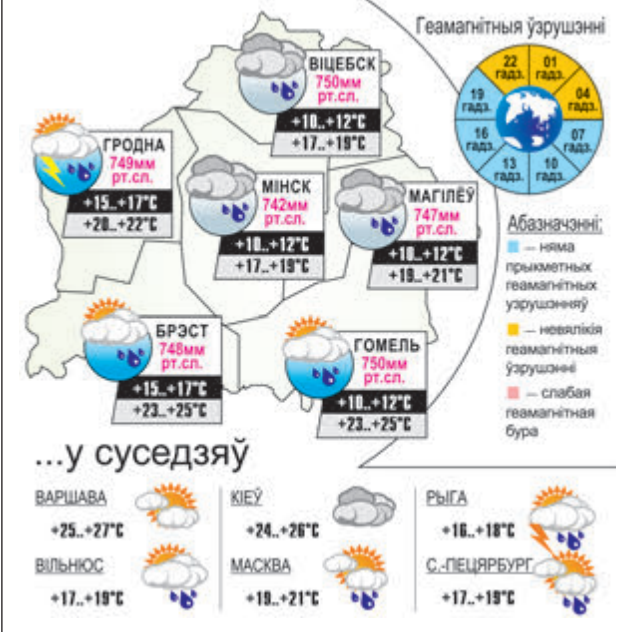 Геамагнітныя ўзрушэнні
22 гадз.
01 гадз.
04 гадз.
07 гадз.
10 гадз.
13 гадз.
16 гадз.
19 гадз.
ВІЦЕБСК
750мм
рт.сл.
+10..+12°C
+17..+19°C
ГРОДНА
749мм
рт.сл.
+15..+17°C
+20..+22°C
МІНСК
742мм
рт.сл.
+10..+12°C
+17..+19°C
МАГІЛЁЎ
747мм
рт.сл.
+10..+12°C
+19..+21°C
БРЭСТ
748мм
рт.сл.
+15..+17°C
+23..+25°C
ГОМЕЛЬ
750мм
рт.сл.
+10..+12°C
+23..+25°C
Абазначэнні:
– няма
прыкметных
геамагнітных
узрушэнняў
– невялікія
геамагнітныя
ўзрушэнні
– слабая
геамагнітная
бура
...у суседзяў
ВАРШАВА
+25..+27°C
КІЕЎ
+24..+26°C
РЫГА
+16..+18°C
ВІЛЬНЮС
+17..+19°C
МАСКВА
+19..+21°C
С.-ПЕЦЯРБУРГ
+17..+19°C